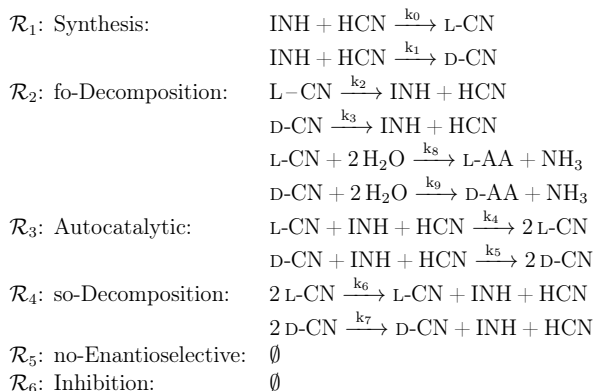 R₁: Synthesis: INH + HCN —k₀→ L-CN
INH + HCN —k₁→ D-CN
R₂: fo-Decomposition: L–CN —k₂→ INH + HCN
D-CN —k₃→ INH + HCN
L-CN + 2 H₂O —k₈→ L-AA + NH₃
D-CN + 2 H₂O —k₉→ D-AA + NH₃
R₃: Autocatalytic: L-CN + INH + HCN —k₄→ 2 L-CN
D-CN + INH + HCN —k₅→ 2 D-CN
R₄: so-Decomposition: 2 L-CN —k₆→ L-CN + INH + HCN
2 D-CN —k₇→ D-CN + INH + HCN
R₅: no-Enantioselective: ∅
R₆: Inhibition: ∅